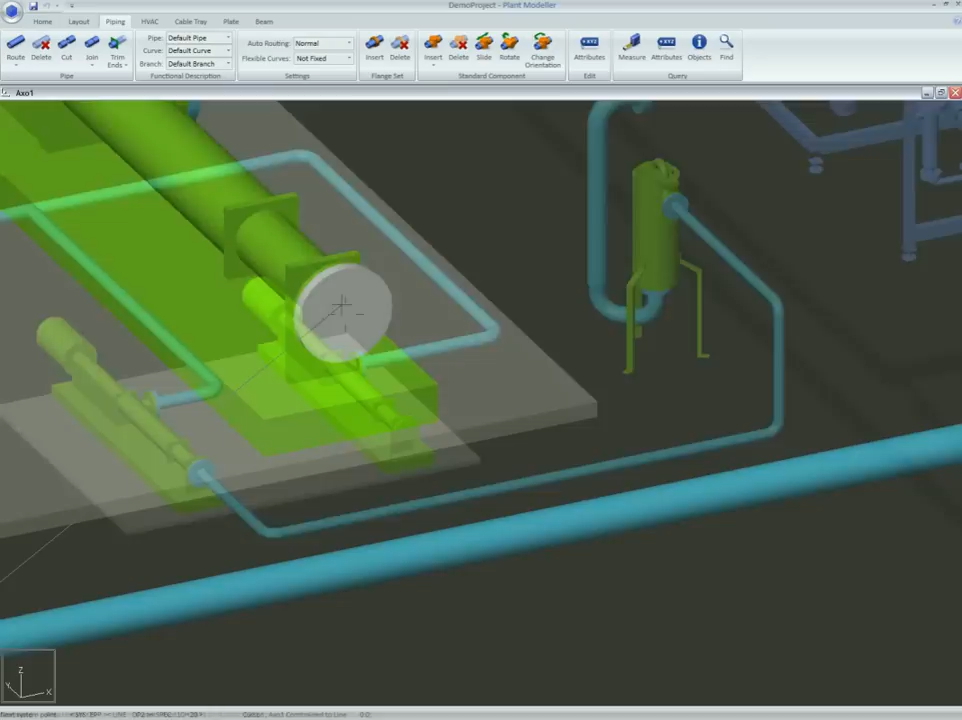 DemoProject - Plant Modeller
Home Layout Piping HVAC Cable Tray Plate Beam
Pipe: Default Pipe
Curve: Default Curve
Branch: Default Branch
Auto Routing: Normal
Flexible Curves: Not Fixed
Route Delete Cut Join Trim Ends
Insert Delete
Insert Delete Slide Rotate Change Orientation
Attributes
Measure Attributes Objects Find
Pipe Functional Description Settings Flange Set Standard Component Edit Query
Axo1
Z
Y X